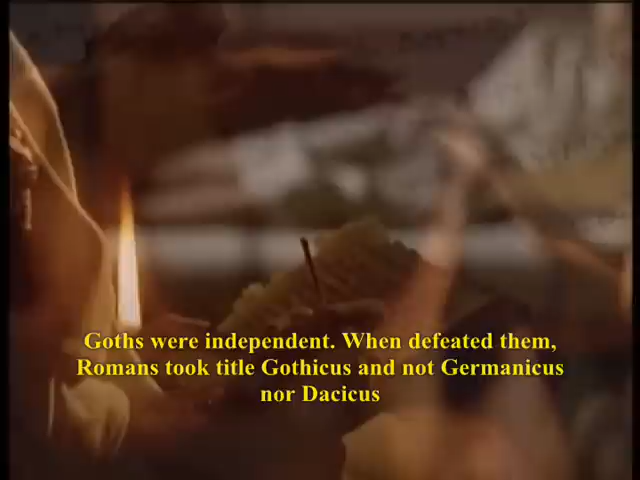 Goths were independent. When defeated them,
Romans took title Gothicus and not Germanicus
nor Dacicus